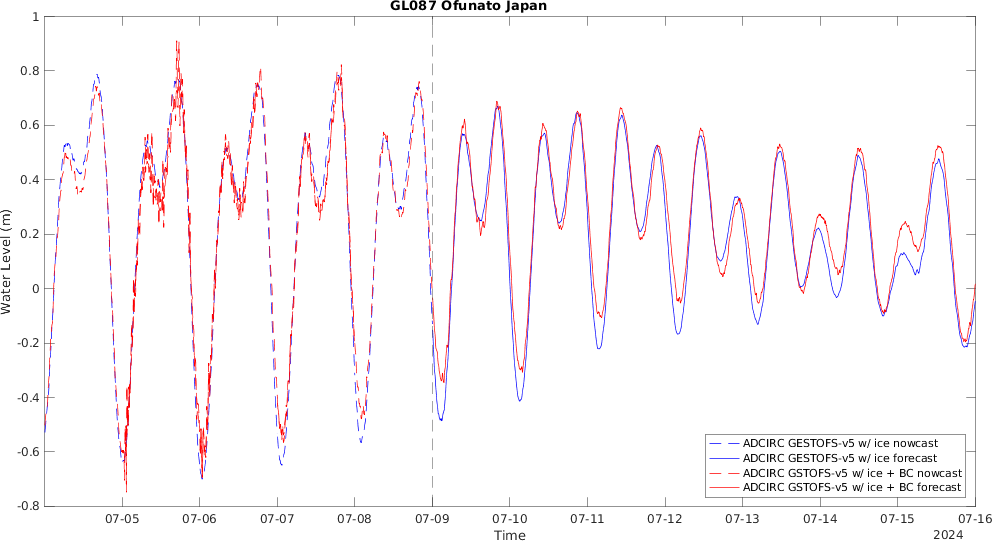 GL087 Ofunato Japan
1
0.8
0.6
0.4
0.2
0
-0.2
-0.4
-0.6
-0.8
Water Level (m)
ADCIRC GESTOFS-v5 w/ ice nowcast
ADCIRC GESTOFS-v5 w/ ice forecast
ADCIRC GSTOFS-v5 w/ ice + BC nowcast
ADCIRC GSTOFS-v5 w/ ice + BC forecast
07-05 07-06 07-07 07-08 07-09 07-10 07-11 07-12 07-13 07-14 07-15 07-16
Time
2024